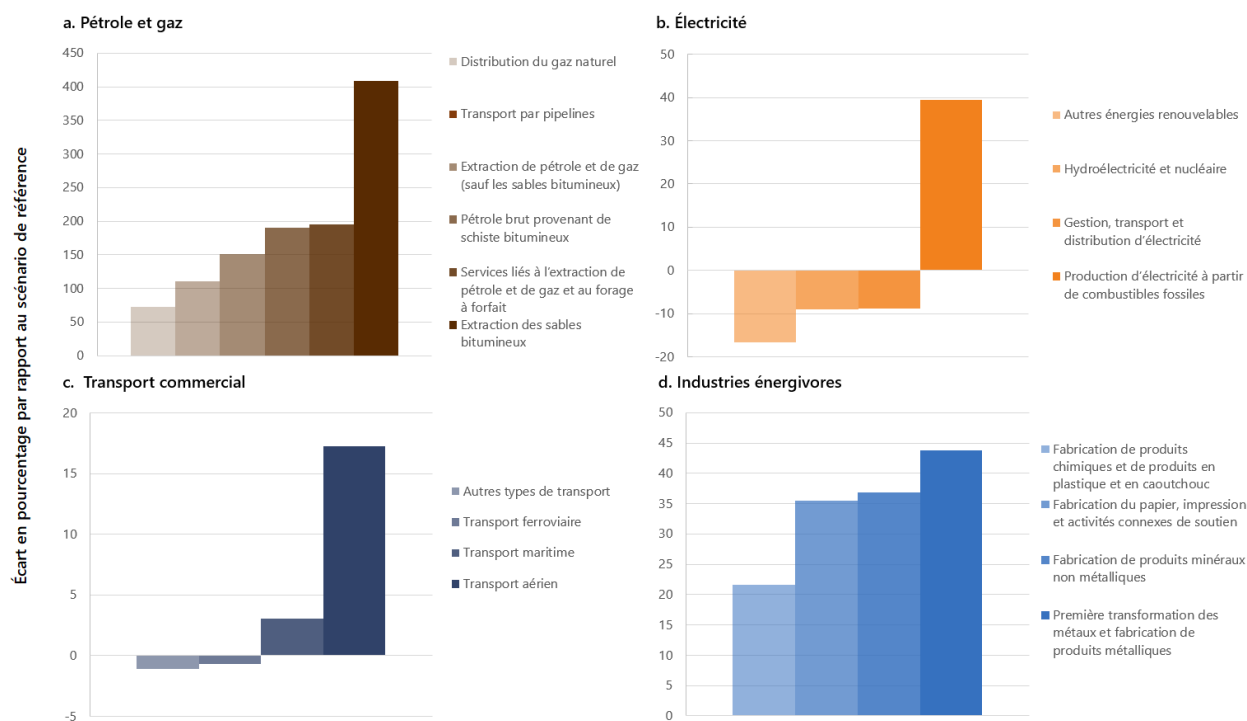 a. Pétrole et gaz
450
400
350
300
250
200
150
100
50
0
Distribution du gaz naturel
Transport par pipelines
Extraction de pétrole et de gaz
(sauf les sables bitumineux)
Pétrole brut provenant de
schiste bitumineux
Services liés à l'extraction de
pétrole et de gaz et au forage
à forfait
Extraction des sables
bitumineux
b. Électricité
50
40
30
20
10
0
-10
-20
Autres énergies renouvelables
Hydroélectricité et nucléaire
Gestion, transport et
distribution d'électricité
Production d'électricité à partir
de combustibles fossiles
Écart en pourcentage par rapport au scénario de référence
c. Transport commercial
20
15
10
5
0
-5
Autres types de transport
Transport ferroviaire
Transport maritime
Transport aérien
d. Industries énergivores
50
45
40
35
30
25
20
15
10
5
0
Fabrication de produits
chimiques et de produits en
plastique et en caoutchouc
Fabrication du papier, impression
et activités connexes de soutien
Fabrication de produits minéraux
non métalliques
Première transformation des
métaux et fabrication de
produits métalliques